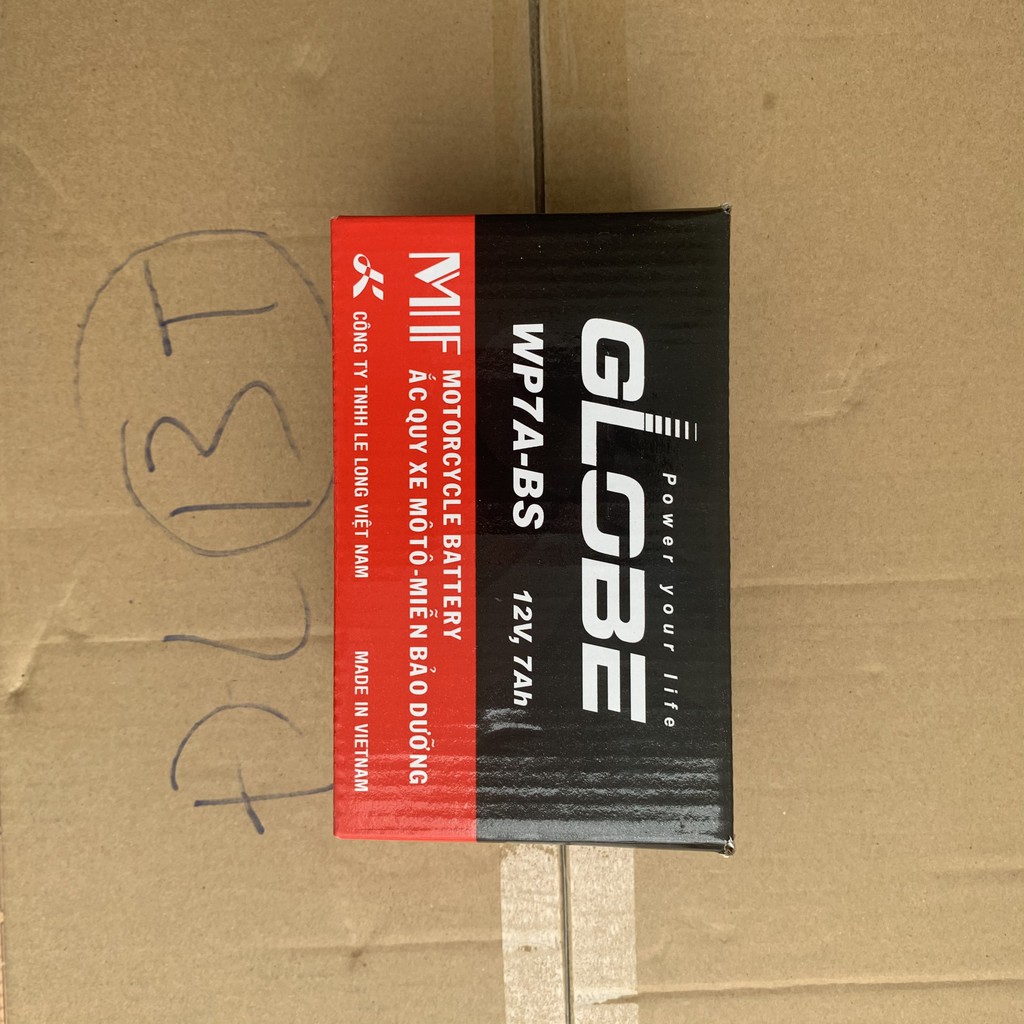 GLOBE
Power your life
WP7A-BS 12V, 7Ah
MF MOTORCYCLE BATTERY
ẮC QUY XE MÔTÔ-MIỄN BẢO DƯỠNG
CÔNG TY TNHH LE LONG VIỆT NAM MADE IN VIETNAM